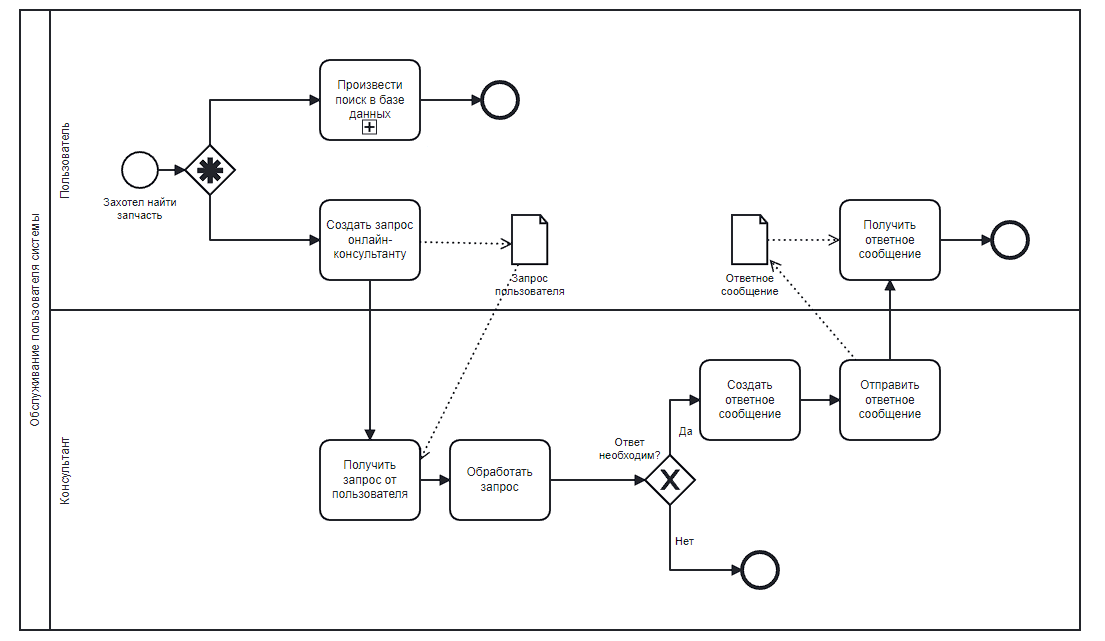 Обслуживание пользователя системы
Пользователь
Захотел найти
запчасть
Произвести
поиск в базе
данных
Создать запрос
онлайн-
консультанту
Запрос
пользователя
Ответное
сообщение
Получить
ответное
сообщение
Консультант
Получить
запрос от
пользователя
Обработать
запрос
Ответ
необходим?
Да
Нет
Создать
ответное
сообщение
Отправить
ответное
сообщение